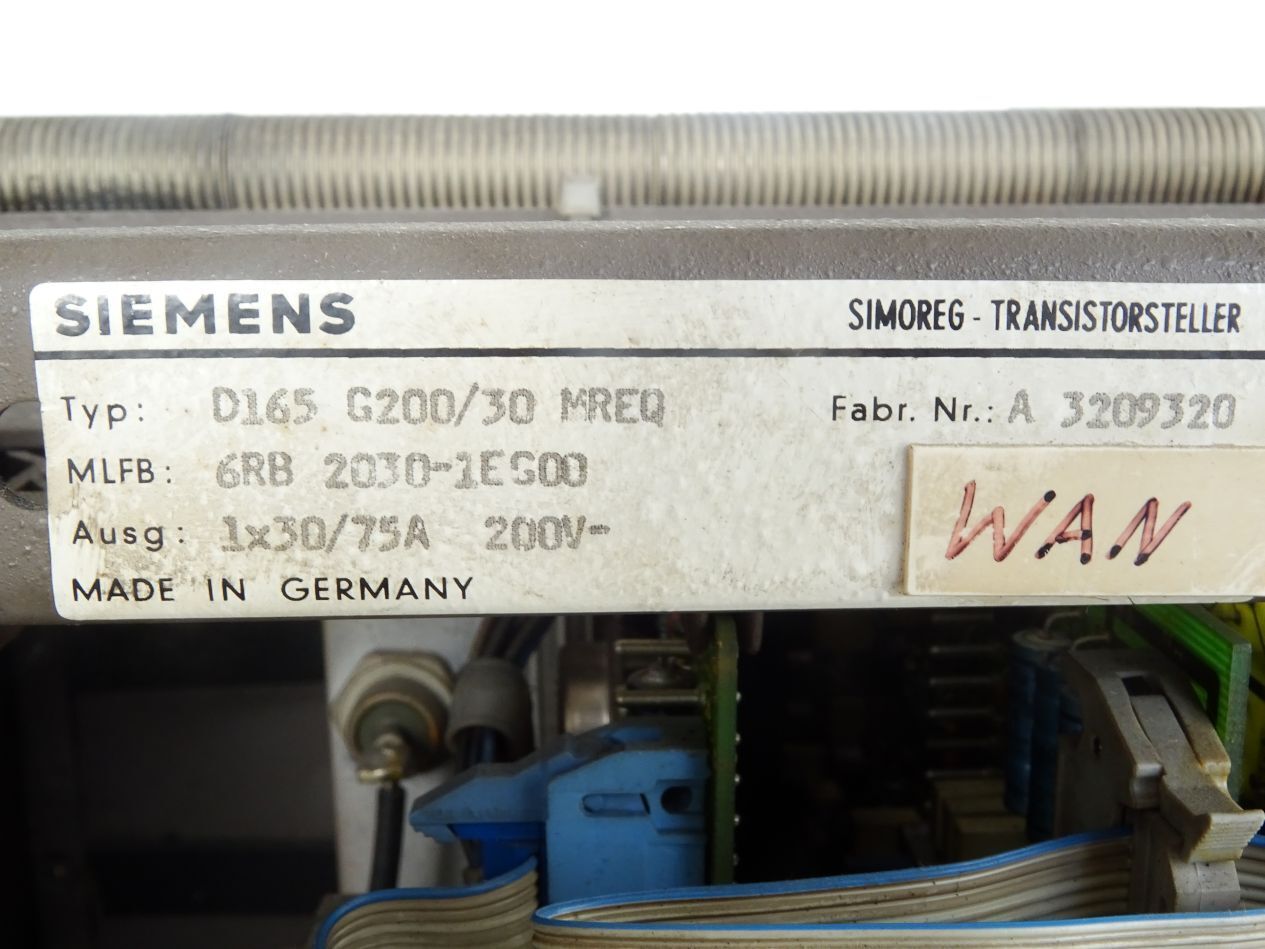 SIEMENS SIMOREG - TRANSISTORSTELLER
Typ: D165 G200/30 MREQ Fabr. Nr.: A 3209320
MLFB: 6RB 2030-1EG00
Ausg: 1x30/75A 200V-
WAN
MADE IN GERMANY